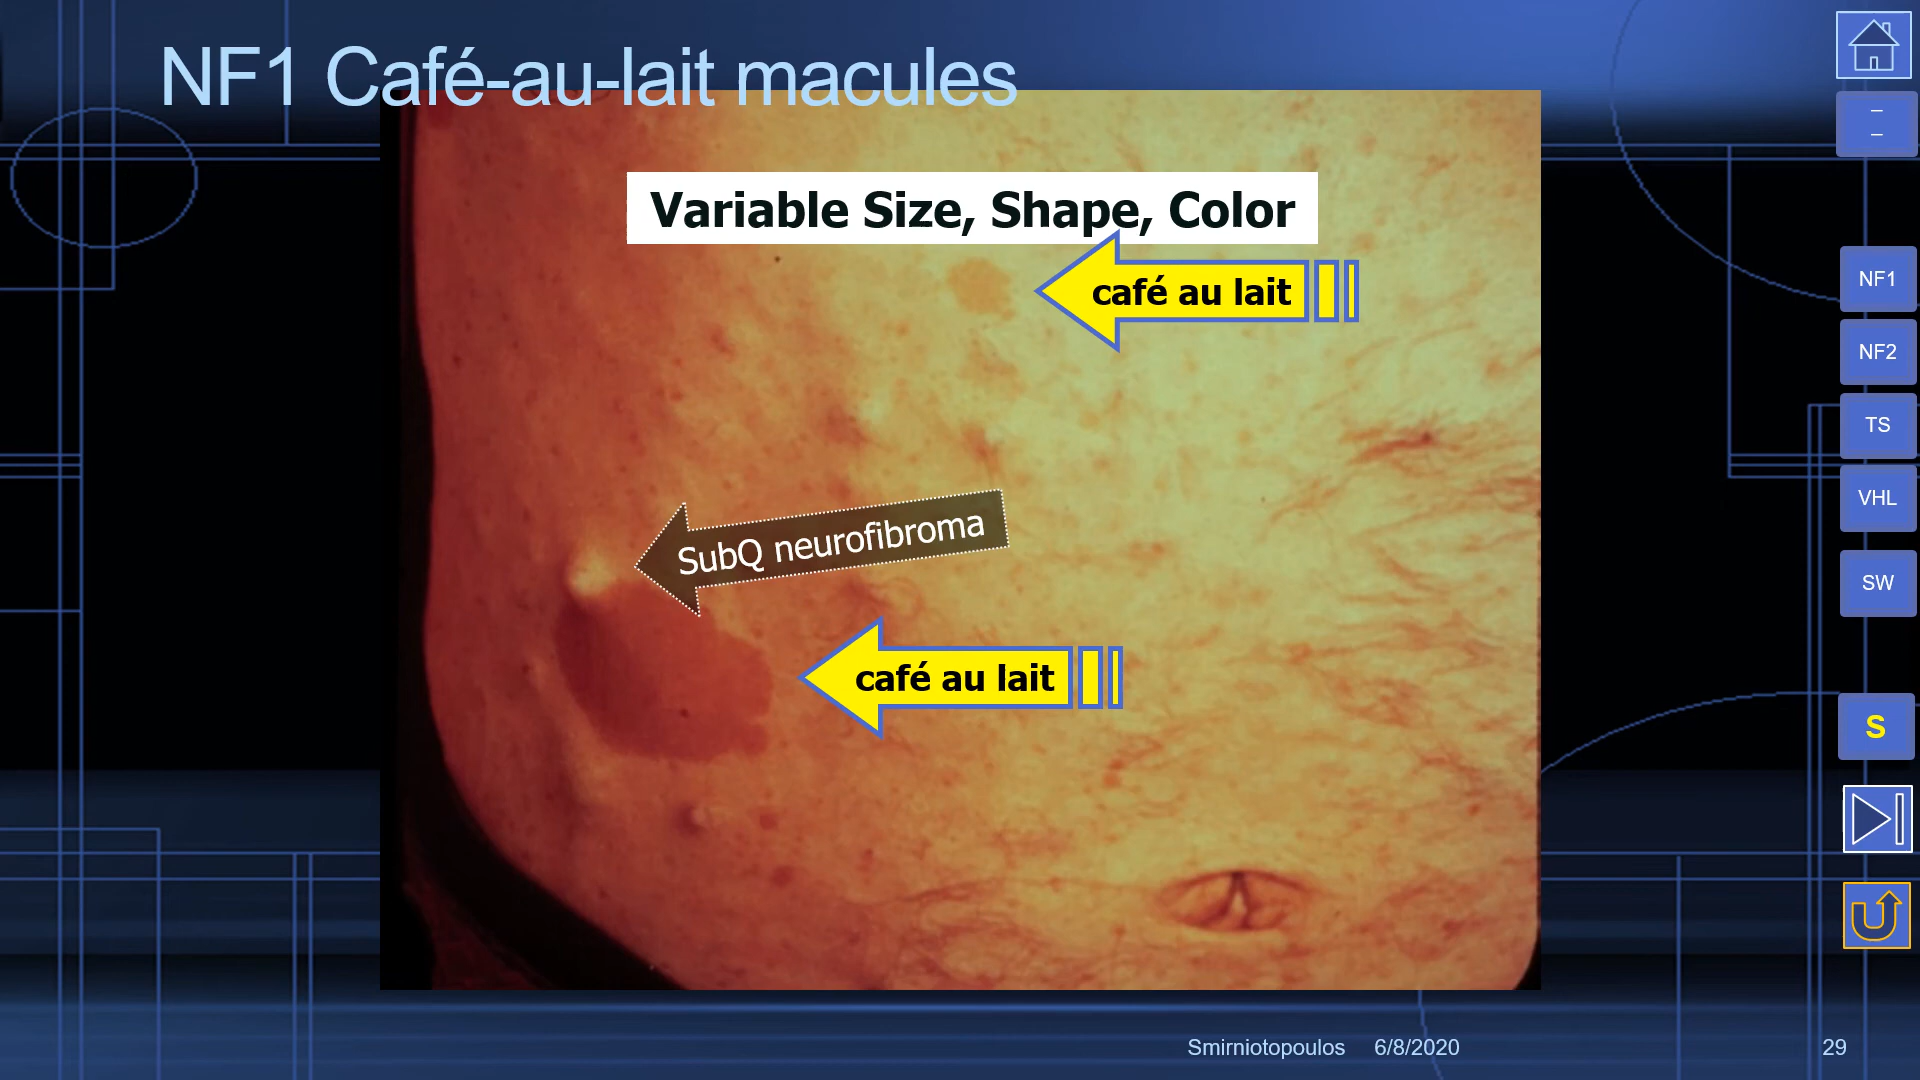 NF1 Café-au-lait macules
Variable Size, Shape, Color
café au lait
SubQ neurofibroma
café au lait
NF1
NF2
TS
VHL
SW
S
Smirniotopoulos 6/8/2020 29